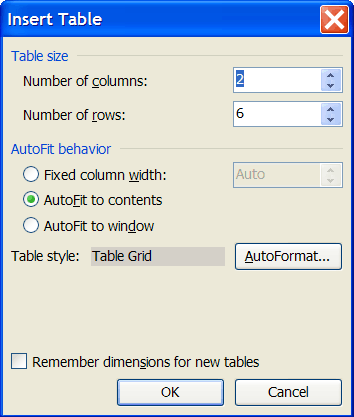 Insert Table
Table size
Number of columns: 2
Number of rows: 6
AutoFit behavior
Fixed column width: Auto
AutoFit to contents
AutoFit to window
Table style: Table Grid AutoFormat...
Remember dimensions for new tables
OK Cancel